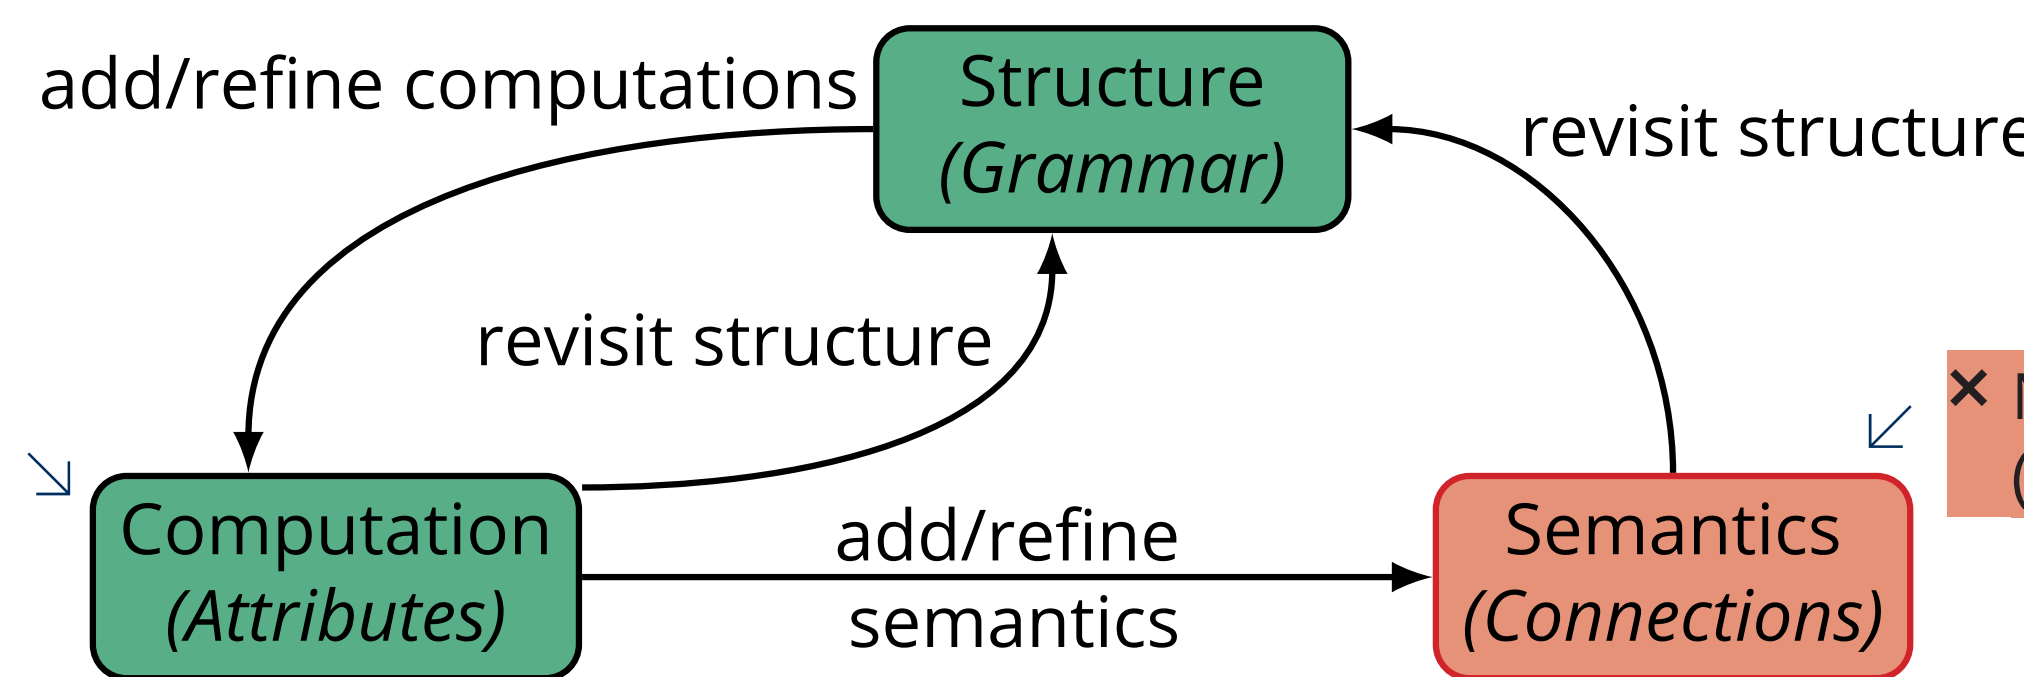 add/refine computations
Structure
(Grammar)
revisit structure
revisit structure
Computation
(Attributes)
add/refine
semantics
Semantics
(Connections)